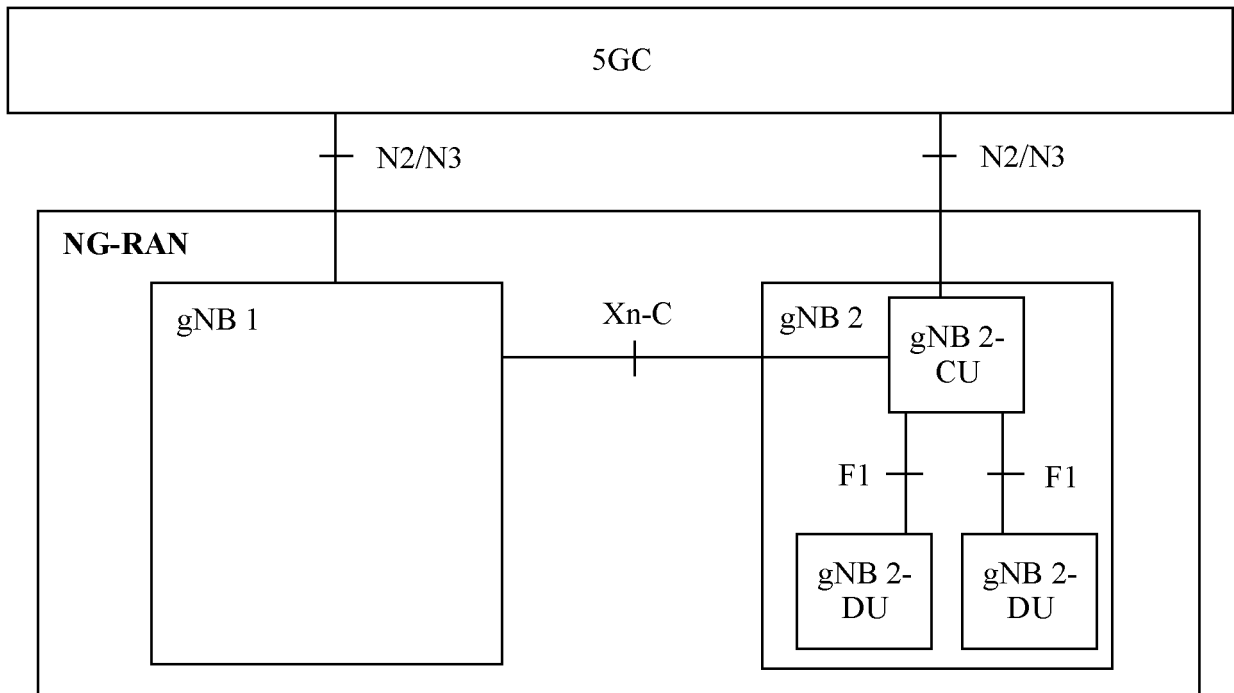 5GC
N2/N3
N2/N3
NG-RAN
gNB 1
Xn-C
gNB 2
gNB 2-
CU
F1
F1
gNB 2-
DU
gNB 2-
DU